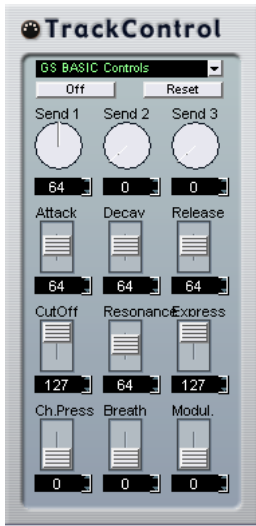 TrackControl
GS BASIC Controls
Off Reset
Send 1 Send 2 Send 3
64 0 0
Attack Decay Release
64 64 64
CutOff Resonance Express
127 64 127
Ch.Press Breath Modul.
0 0 0